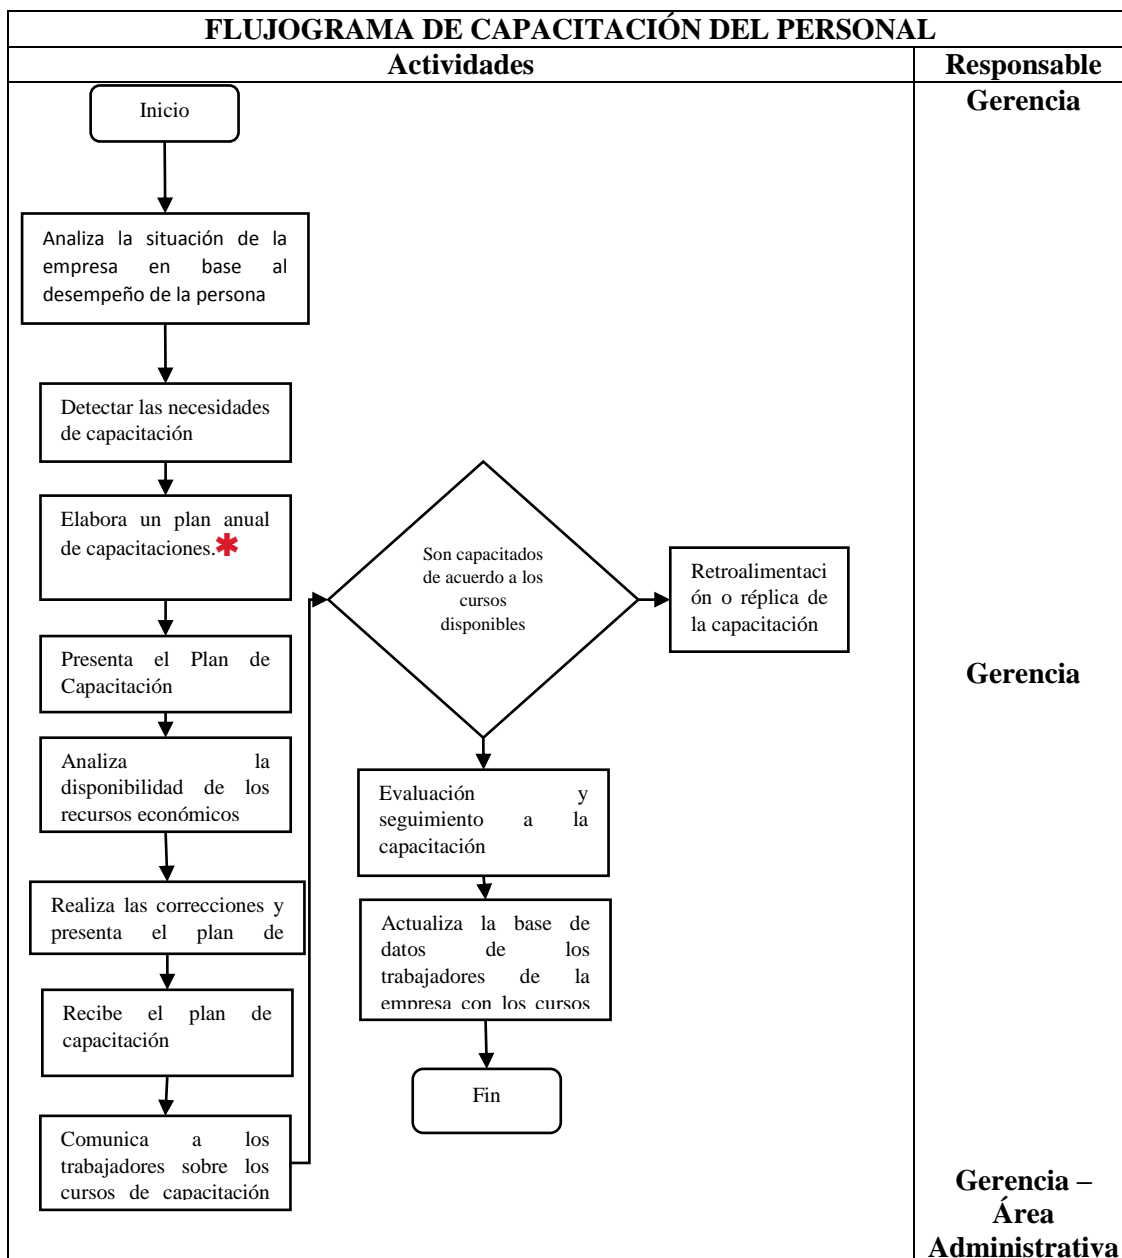 FLUJOGRAMA DE CAPACITACIÓN DEL PERSONAL
Actividades
Responsable
Inicio
Gerencia
Analiza la situación de la
empresa en base al
desempeño de la persona
Detectar las necesidades
de capacitación
Elabora un plan anual
de capacitaciones.✱
Presenta el Plan de
Capacitación
Analiza la
disponibilidad de los
recursos económicos
Realiza las correcciones y
presenta el plan de
Recibe el plan de
capacitación
Comunica a los
trabajadores sobre los
cursos de capacitación
Son capacitados
de acuerdo a los
cursos
disponibles
Retroalimentaci
ón o réplica de
la capacitación
Gerencia
Evaluación y
seguimiento a la
capacitación
Actualiza la base de
datos de los
trabajadores de la
empresa con los cursos
Fin
Gerencia –
Área
Administrativa